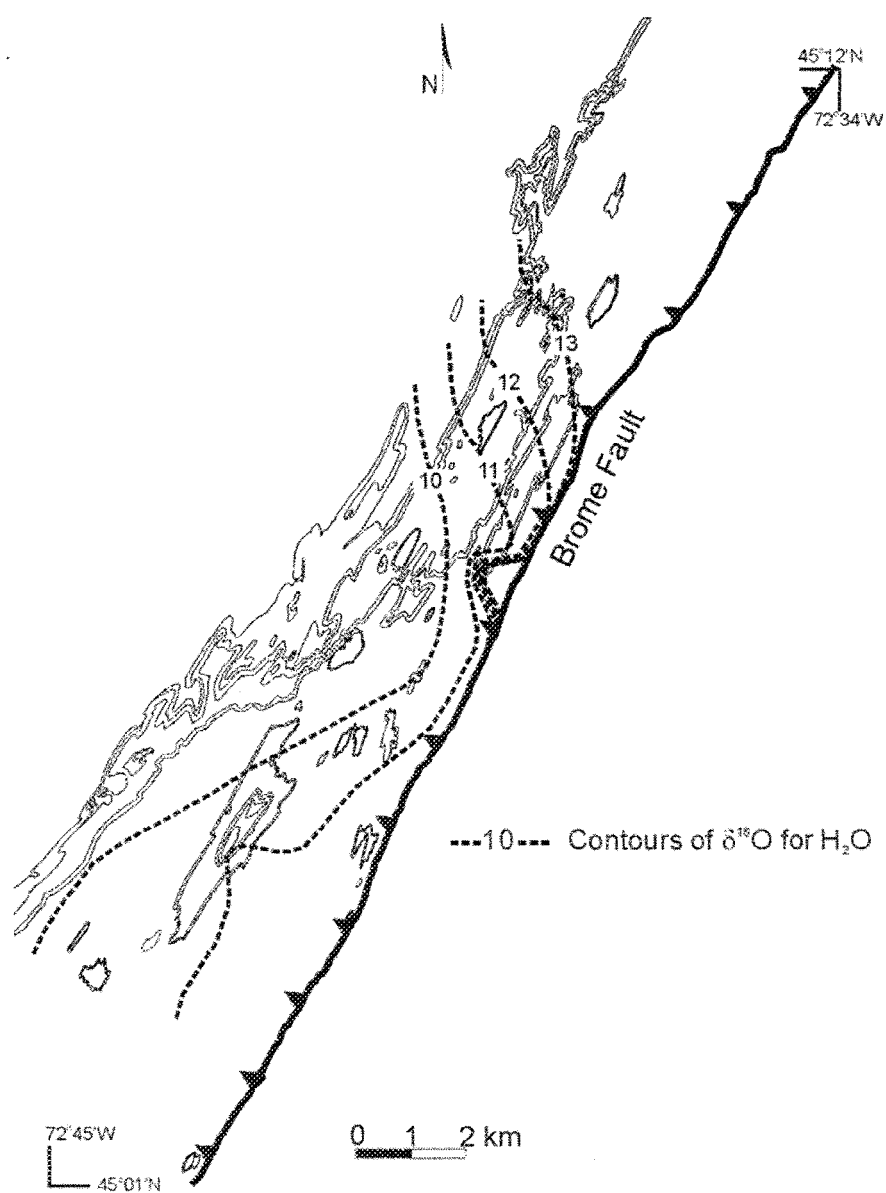 N
45°12'N
72°34'W
13
12
11
10
Brome Fault
10 Contours of δ¹⁸O for H₂O
72°45'W
45°01'N
0 1 2 km